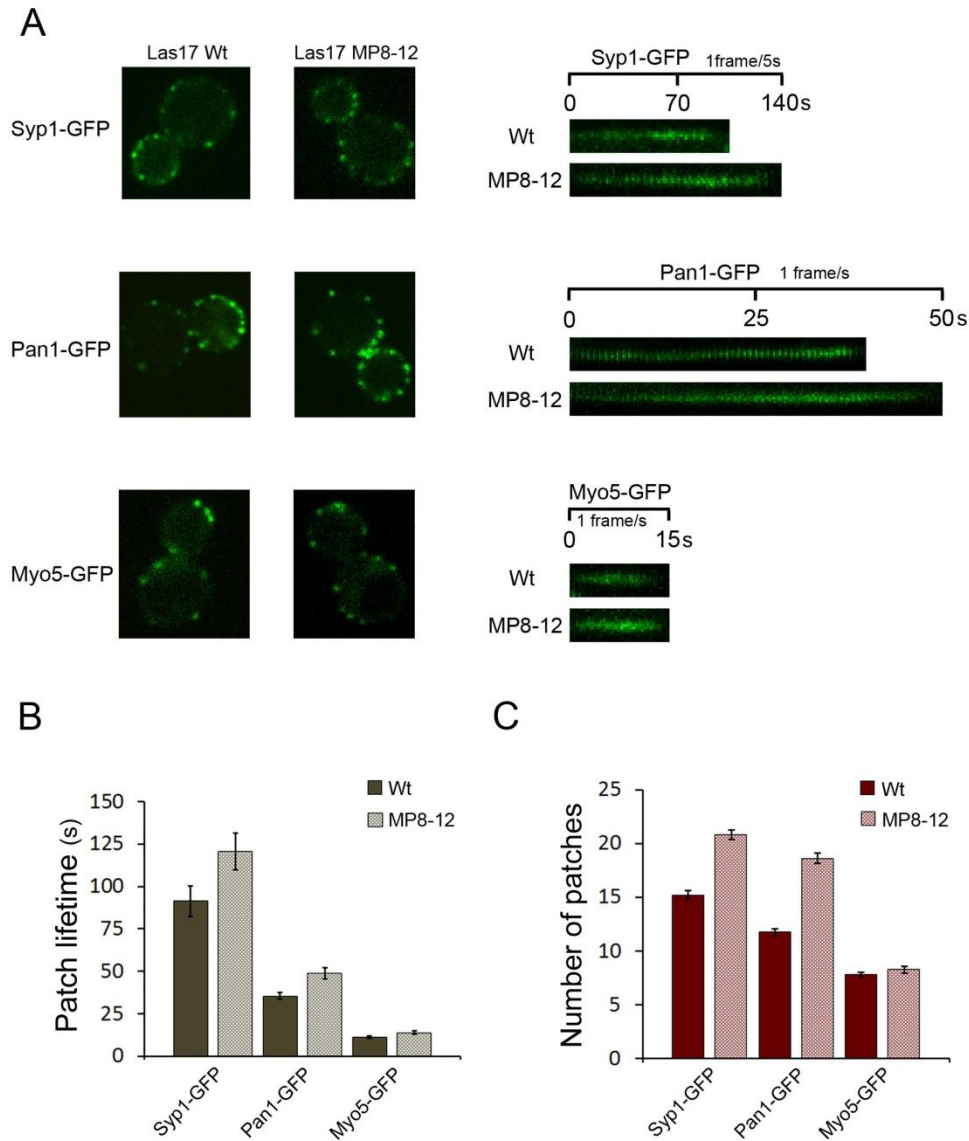 A
Las17 Wt
Las17 MP8-12
Syp1-GFP
Syp1-GFP 1frame/5s
0 70 140s
Wt
MP8-12
Pan1-GFP
Pan1-GFP 1 frame/s
0 25 50s
Wt
MP8-12
Myo5-GFP
Myo5-GFP
1 frame/s
0 15s
Wt
MP8-12
B
Wt
MP8-12
Patch lifetime (s)
150
125
100
75
50
25
0
Syp1-GFP
Pan1-GFP
Myo5-GFP
C
Wt
MP8-12
Number of patches
25
20
15
10
5
0
Syp1-GFP
Pan1-GFP
Myo5-GFP